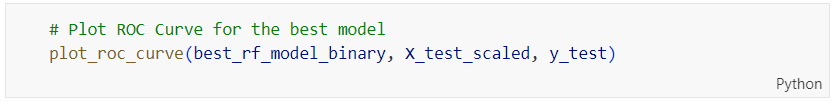 # Plot ROC Curve for the best model
plot_roc_curve(best_rf_model_binary, X_test_scaled, y_test)
Python